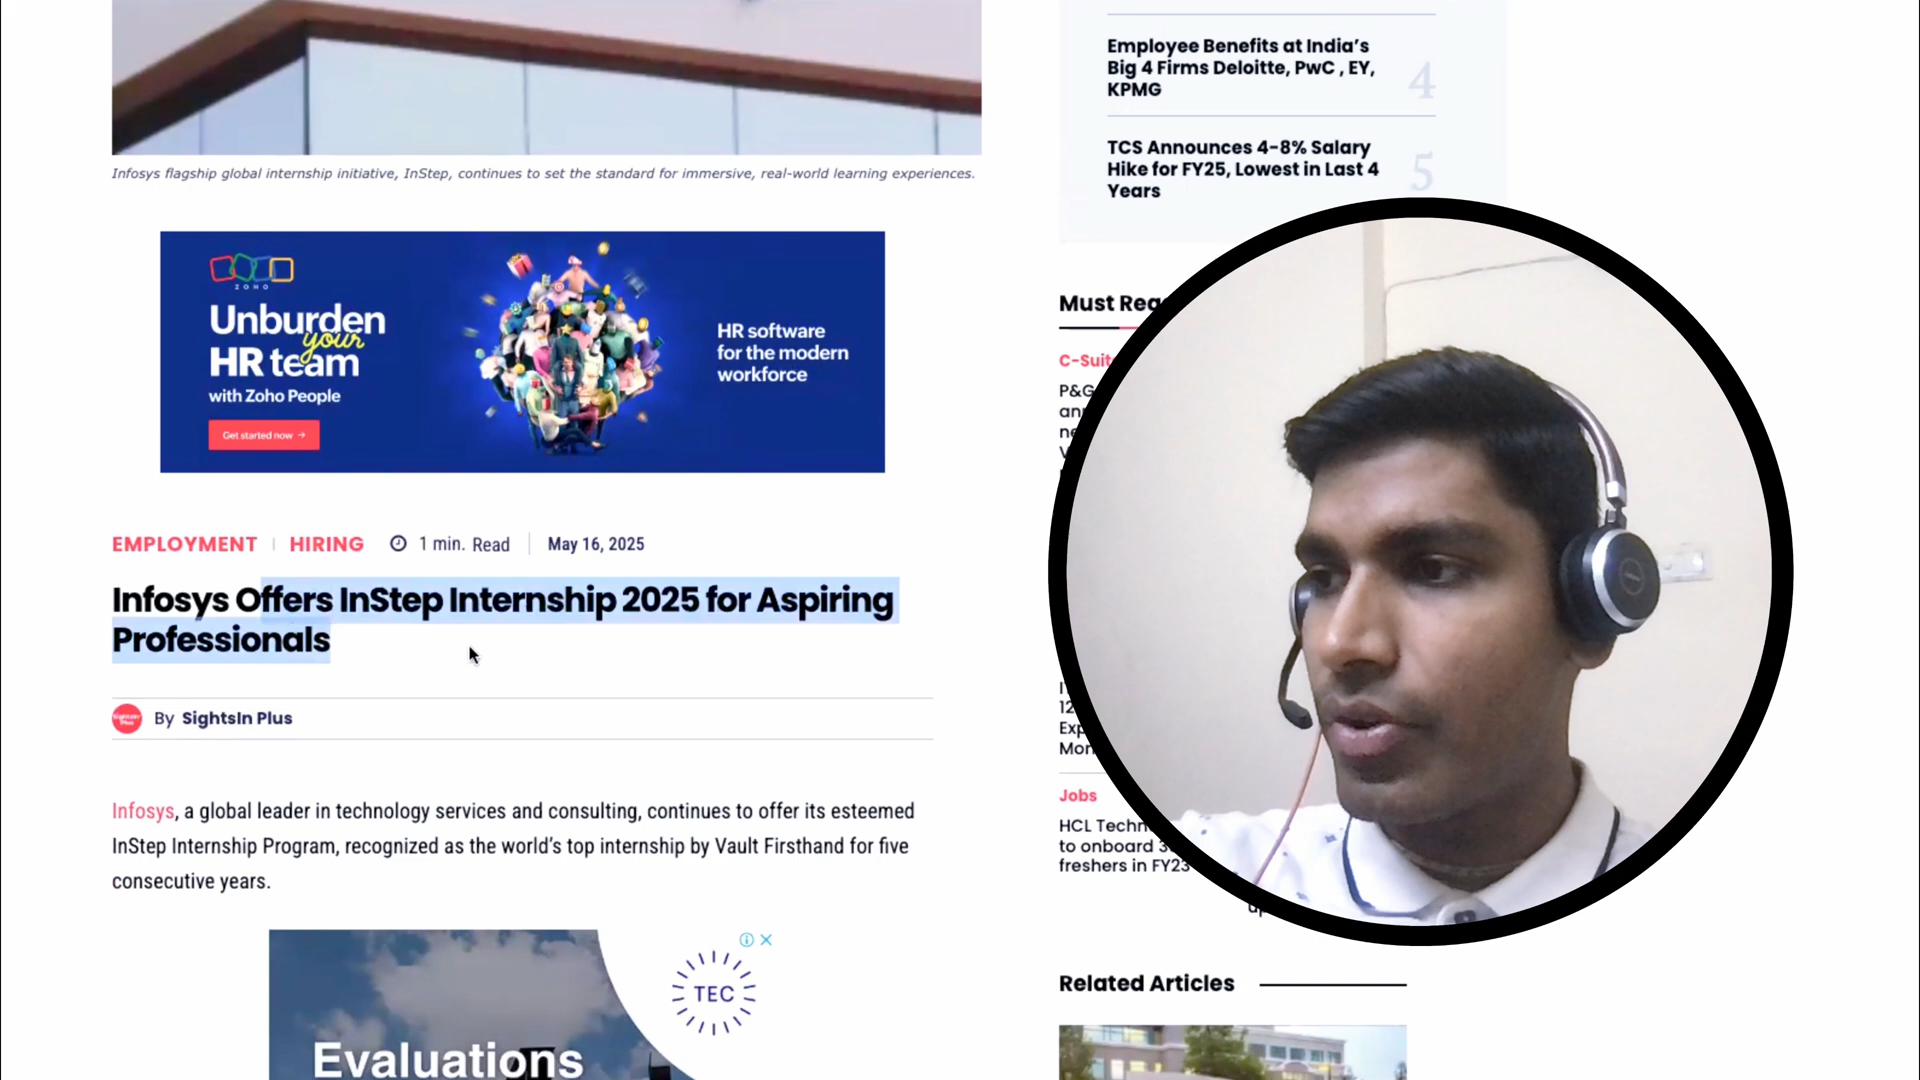 Infosys flagship global internship initiative, InStep, continues to set the standard for immersive, real-world learning experiences.
ZOHO
Unburden
your
HR team
with Zoho People
Get started now →
HR software
for the modern
workforce
EMPLOYMENT | HIRING 1 min. Read | May 16, 2025
Infosys Offers InStep Internship 2025 for Aspiring
Professionals
SightsIn
Plus
By SightsIn Plus
Infosys, a global leader in technology services and consulting, continues to offer its esteemed
InStep Internship Program, recognized as the world's top internship by Vault Firsthand for five
consecutive years.
TEC
Evaluations
Employee Benefits at India's
Big 4 Firms Deloitte, PwC , EY,
KPMG
4
TCS Announces 4-8% Salary
Hike for FY25, Lowest in Last 4
Years
5
Must Rea
C-Suit
P&G
Jobs
HCL Techn
to onboard
freshers in FY23
Related Articles